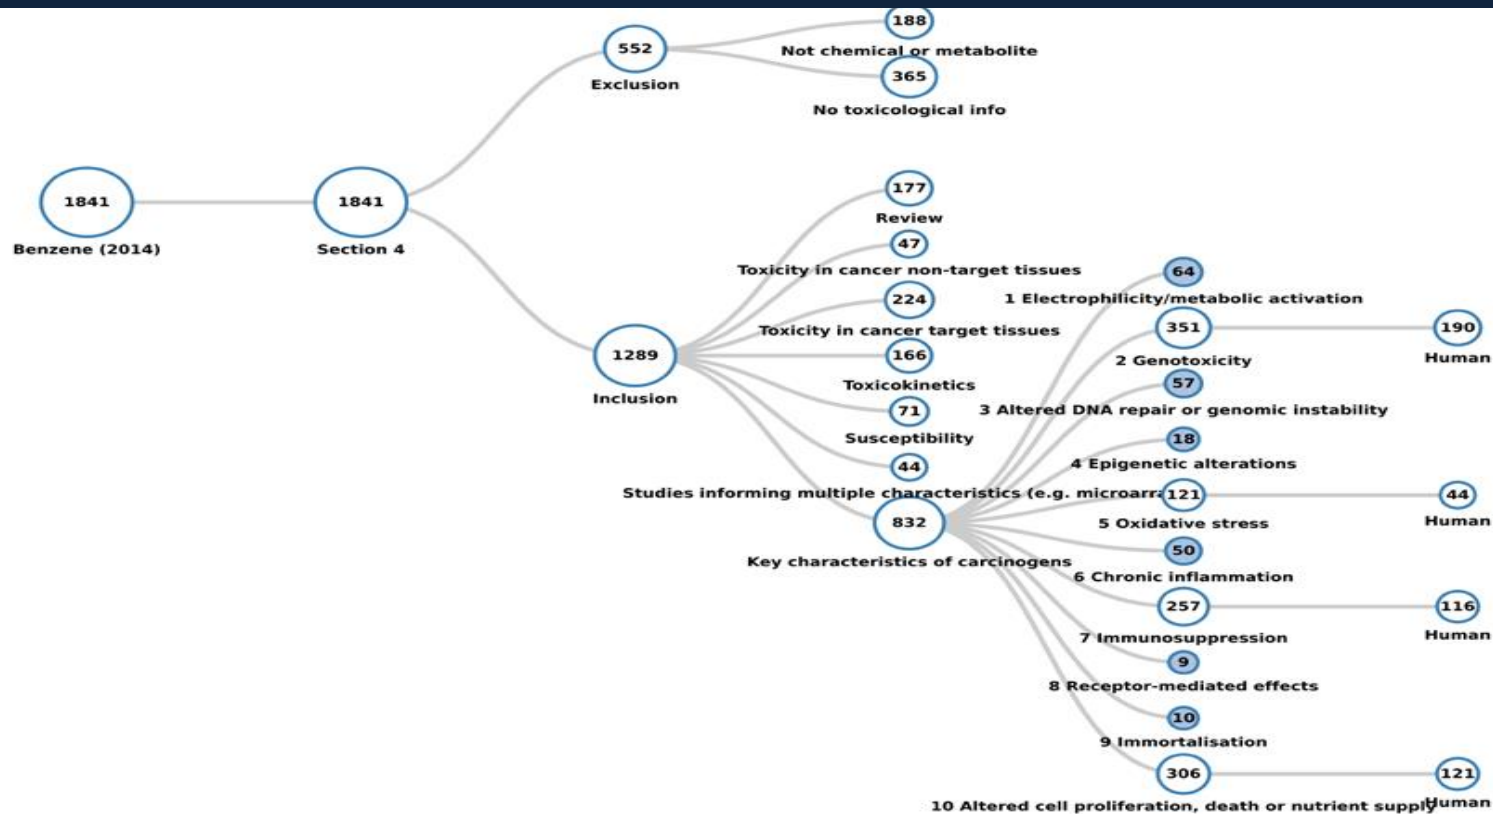 188
Not chemical or metabolite
552
Exclusion
365
No toxicological info
1841
Benzene (2014)
1841
Section 4
177
Review
47
Toxicity in cancer non-target tissues
224
Toxicity in cancer target tissues
1289
Inclusion
166
Toxicokinetics
71
Susceptibility
44
Studies informing multiple characteristics (e.g. microarra
832
Key characteristics of carcinogens
64
1 Electrophilicity/metabolic activation
351
2 Genotoxicity
190
Human
57
3 Altered DNA repair or genomic instability
18
4 Epigenetic alterations
121
5 Oxidative stress
44
Human
50
6 Chronic inflammation
257
7 Immunosuppression
116
Human
9
8 Receptor-mediated effects
10
9 Immortalisation
306
10 Altered cell proliferation, death or nutrient supply
121
Human